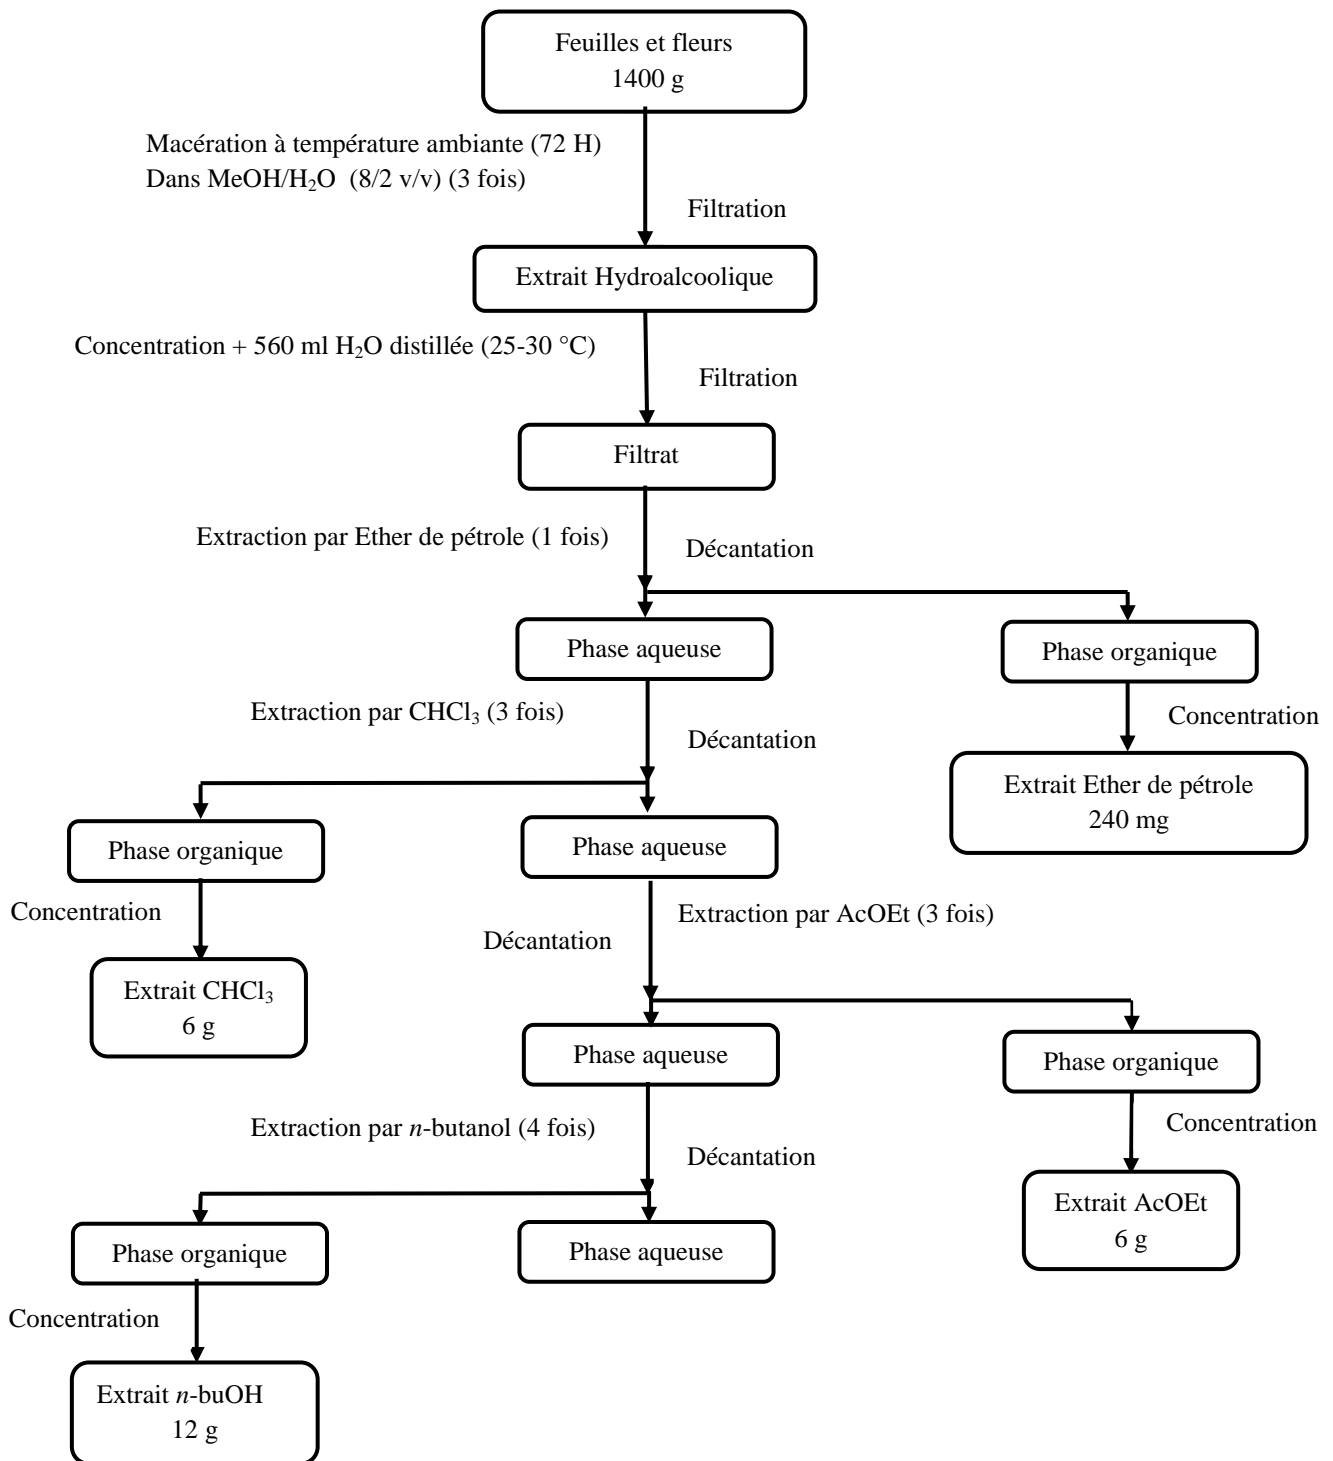 Feuilles et fleurs
1400 g
Macération à température ambiante (72 H)
Dans MeOH/H₂O (8/2 v/v) (3 fois)
Filtration
Extrait Hydroalcoolique
Concentration + 560 ml H₂O distillée (25-30 °C)
Filtration
Filtrat
Extraction par Ether de pétrole (1 fois)
Décantation
Phase aqueuse
Phase organique
Extraction par CHCl₃ (3 fois)
Concentration
Décantation
Extrait Ether de pétrole
240 mg
Phase organique
Phase aqueuse
Concentration
Extraction par AcOEt (3 fois)
Décantation
Extrait CHCl₃
6 g
Phase aqueuse
Phase organique
Extraction par n-butanol (4 fois)
Concentration
Décantation
Extrait AcOEt
6 g
Phase organique
Phase aqueuse
Concentration
Extrait n-buOH
12 g